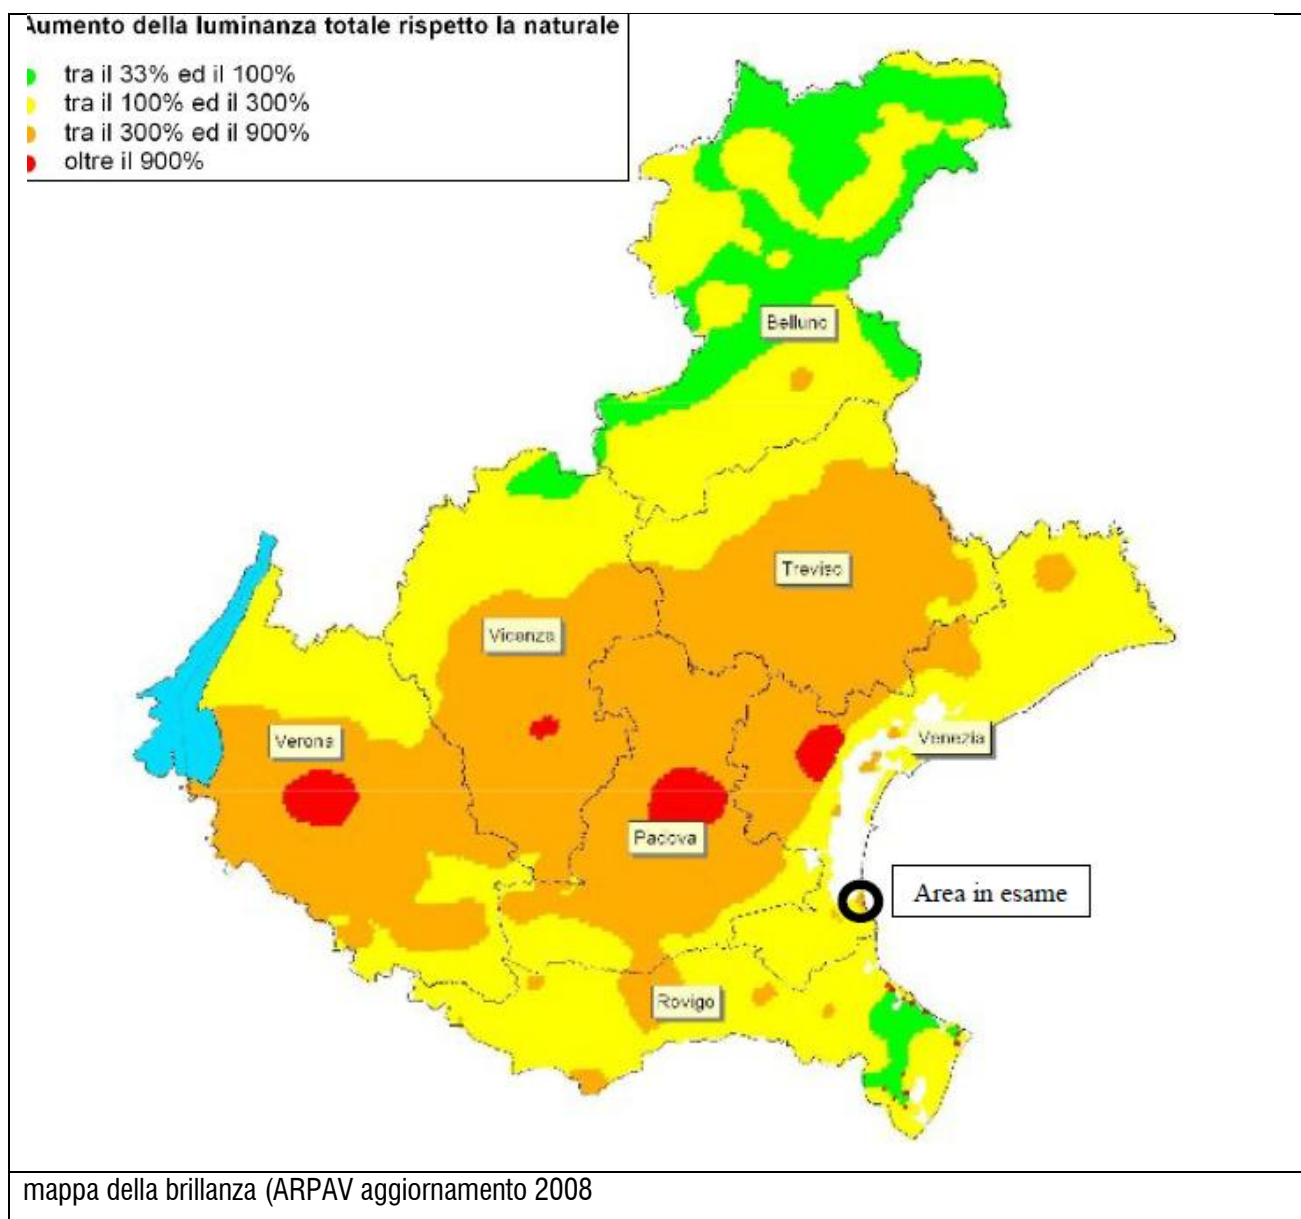 Aumento della luminanza totale rispetto la naturale
tra il 33% ed il 100%
tra il 100% ed il 300%
tra il 300% ed il 900%
oltre il 900%
Belluno
Treviso
Vicenza
Verona
Venezia
Padova
Area in esame
Rovigo
mappa della brillanza (ARPAV aggiornamento 2008